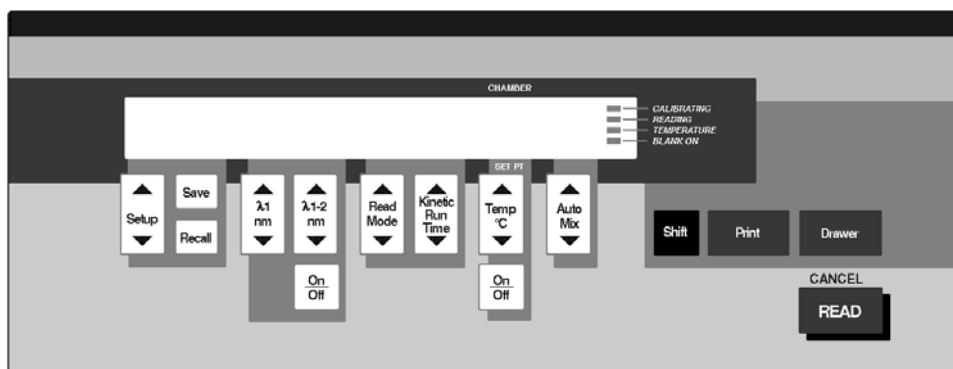 CHAMBER
CALIBRATING
READING
TEMPERATURE
BLANK ON
SET PT
Setup
Save
Recall
λ1
nm
λ1-2
nm
On
Off
Read
Mode
Kinetic
Run
Time
Temp
°C
On
Off
Auto
Mix
Shift
Print
Drawer
CANCEL
READ